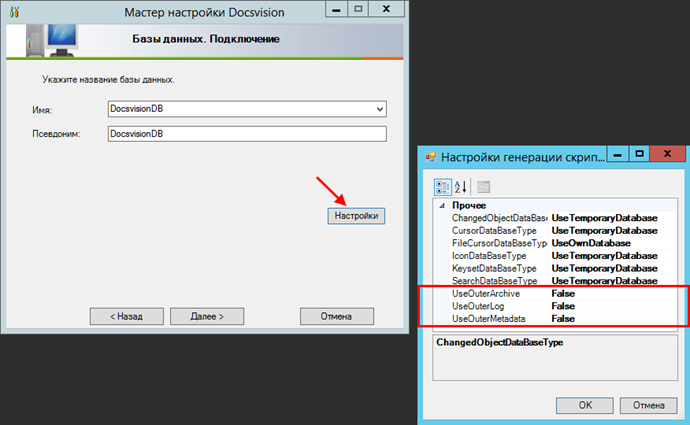 Мастер настройки Docsvision
Базы данных. Подключение
Укажите название базы данных.
Имя: DocsvisionDB
Псевдоним: DocsvisionDB
Настройки
< Назад Далее > Отмена
Настройки генерации скрип...
Прочее
ChangedObjectDataBase UseTemporaryDatabase
CursorDataBaseType UseTemporaryDatabase
FileCursorDataBaseType UseOwnDatabase
IconDataBaseType UseTemporaryDatabase
KeysetDataBaseType UseTemporaryDatabase
SearchDataBaseType UseTemporaryDatabase
UseOuterArchive False
UseOuterLog False
UseOuterMetadata False
ChangedObjectDataBaseType
OK Отмена